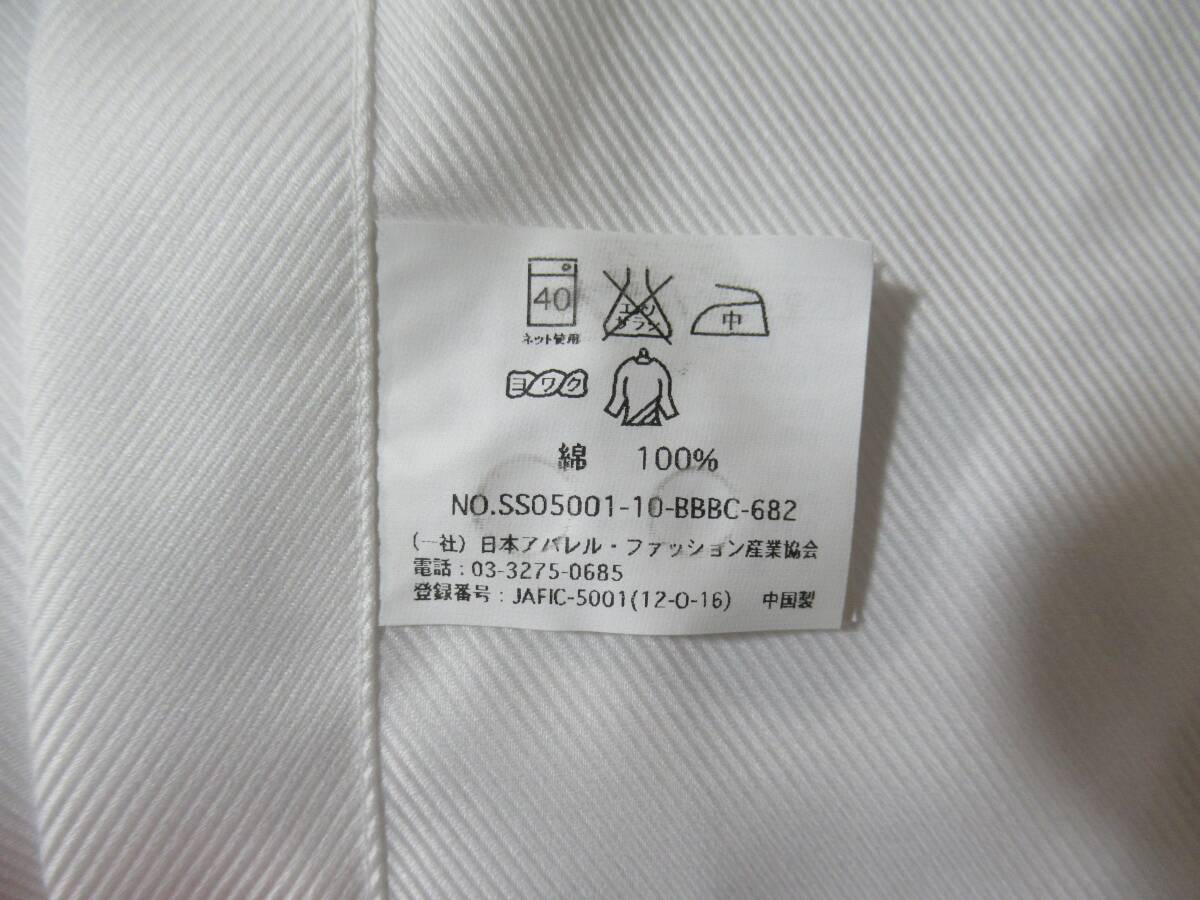 40
ネット使用
エンソ
サラシ
中
ヨワク
綿 100%
NO.SS05001-10-BBBC-682
(一社) 日本アパレル・ファッション産業協会
電話：03-3275-0685
登録番号：JAFIC-5001(12-0-16) 中国製